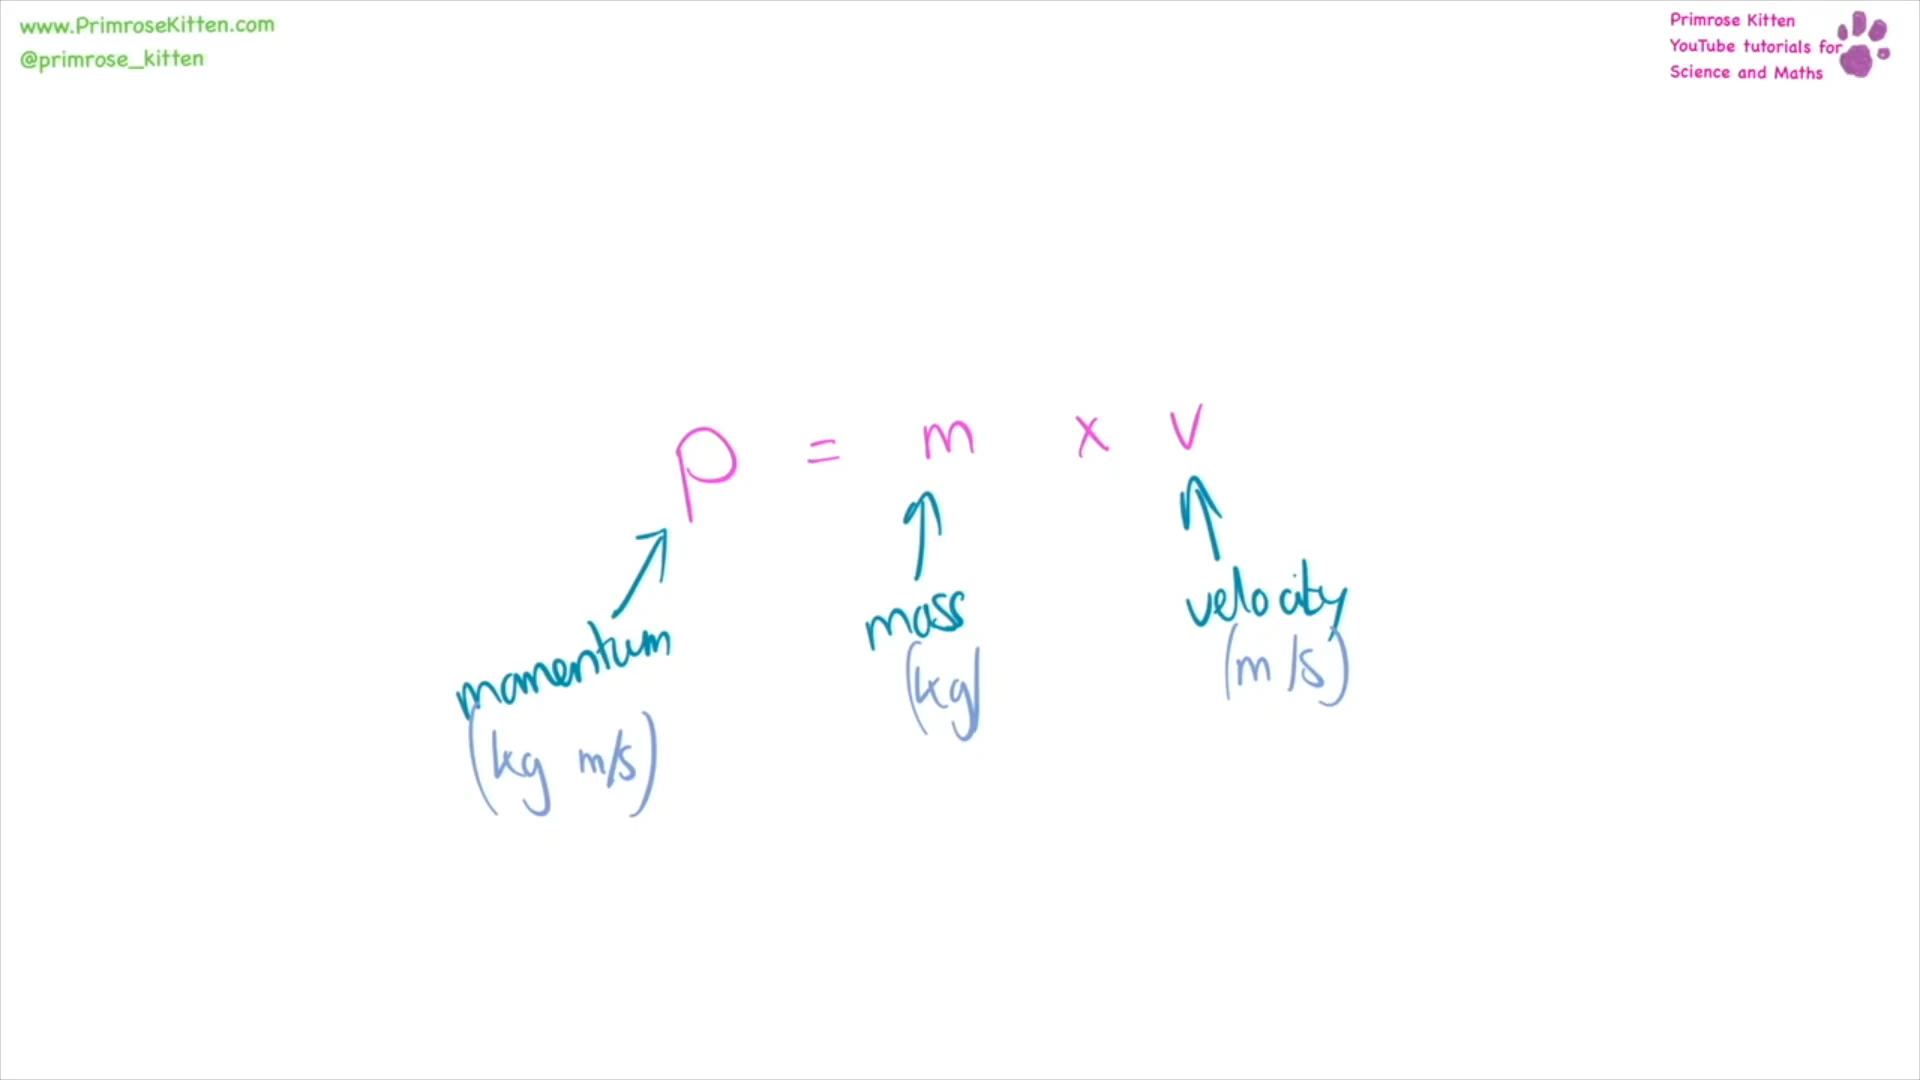 www.PrimroseKitten.com
@primrose_kitten
Primrose Kitten
YouTube tutorials for
Science and Maths
p = m x v
momentum
(kg m/s)
mass
(kg)
velocity
(m/s)